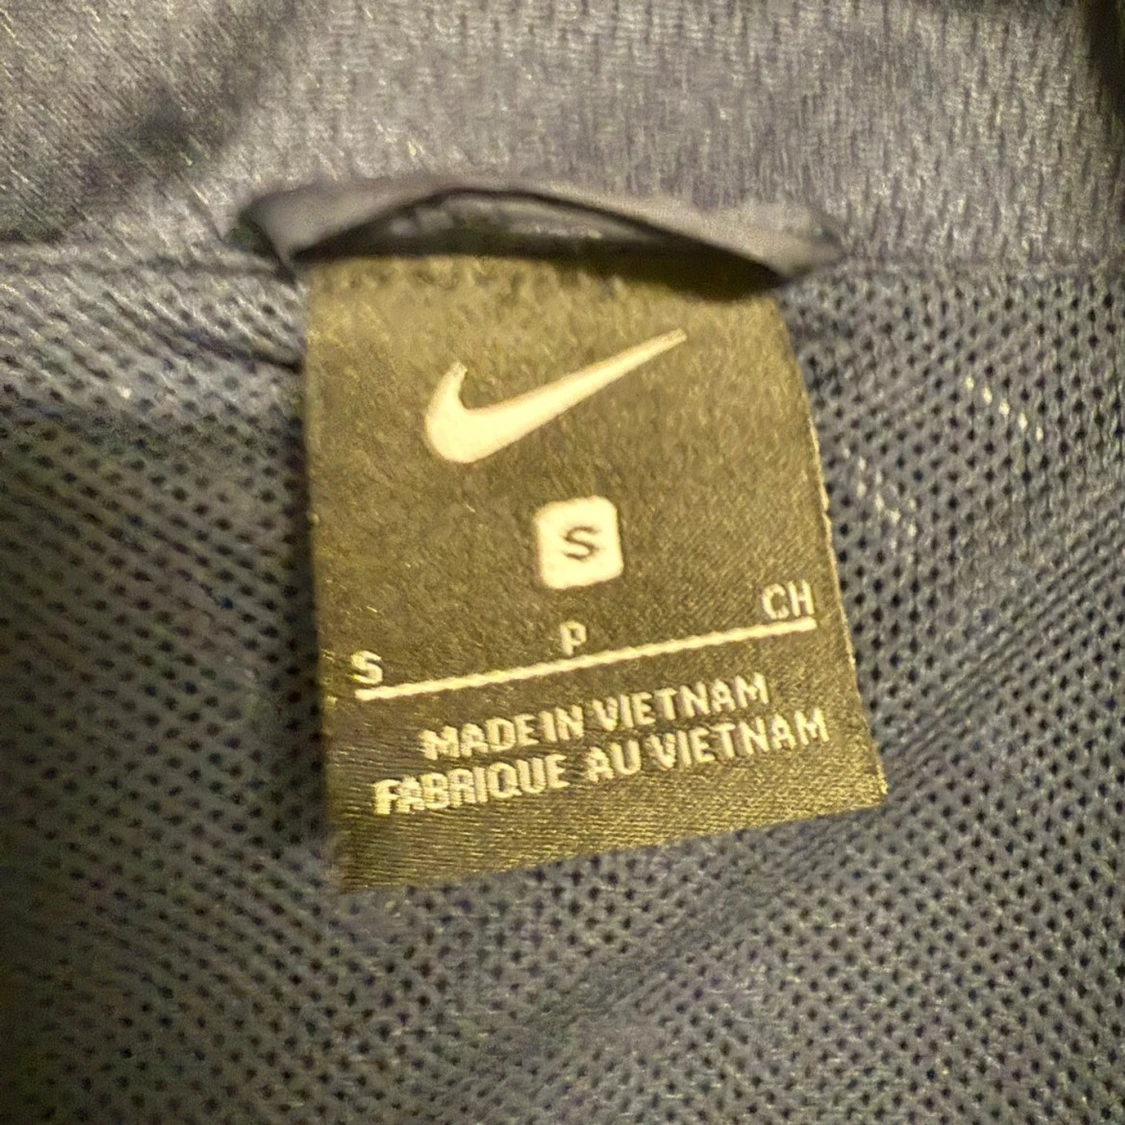 S
S P CH
MADE IN VIETNAM
FABRIQUE AU VIETNAM